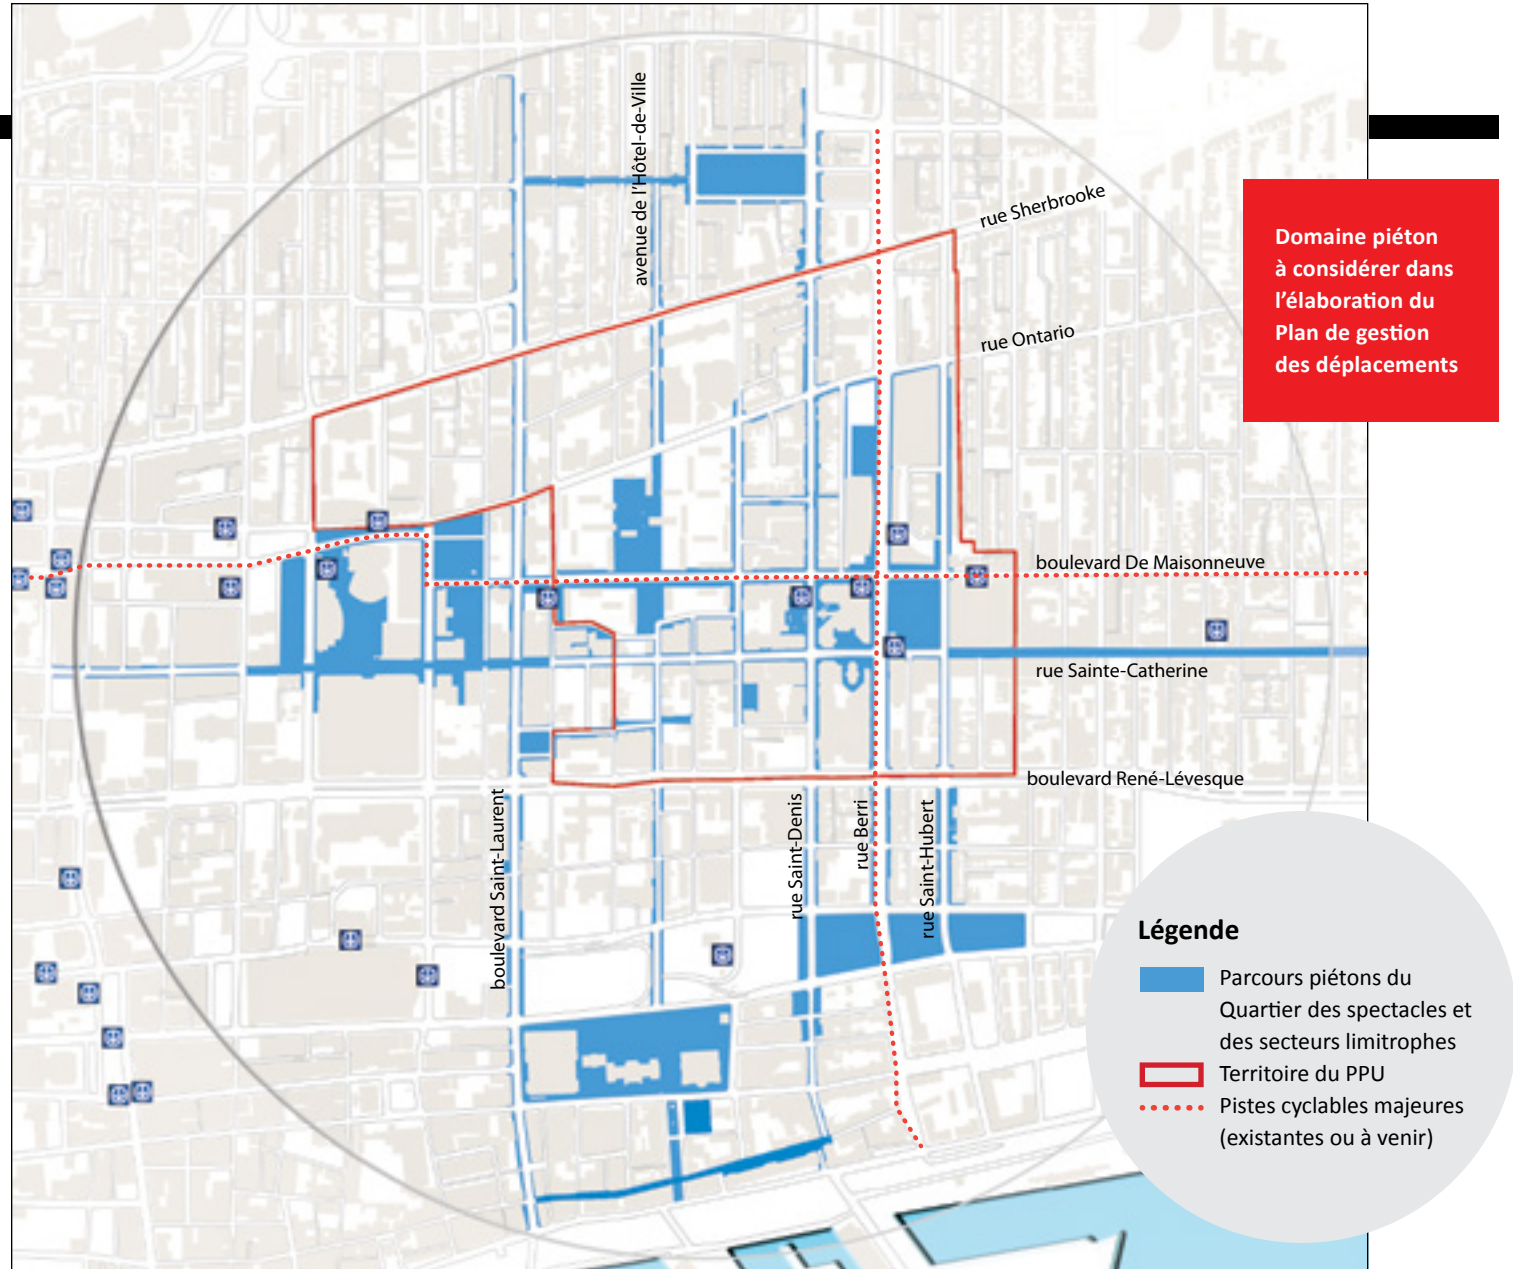 avenue de l'Hôtel-de-Ville
rue Sherbrooke
Domaine piéton
à considérer dans
l'élaboration du
Plan de gestion
des déplacements
rue Ontario
boulevard De Maisonneuve
rue Sainte-Catherine
boulevard René-Lévesque
boulevard Saint-Laurent
rue Saint-Denis
rue Berri
rue Saint-Hubert
Légende
Parcours piétons du
Quartier des spectacles et
des secteurs limitrophes
Territoire du PPU
Pistes cyclables majeures
(existantes ou à venir)